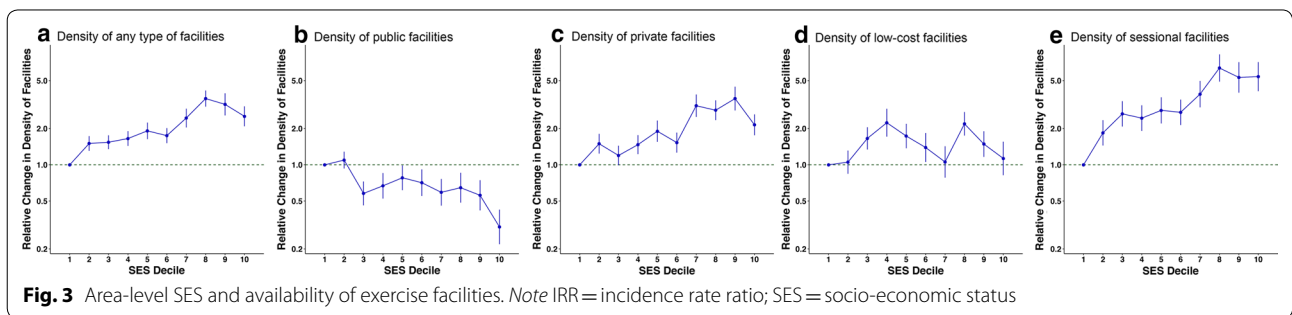 a Density of any type of facilities
Relative Change in Density of Facilities
5.0
2.0
1.0
0.5
0.2
1 2 3 4 5 6 7 8 9 10
SES Decile
b Density of public facilities
Relative Change in Density of Facilities
5.0
2.0
1.0
0.5
0.2
1 2 3 4 5 6 7 8 9 10
SES Decile
c Density of private facilities
Relative Change in Density of Facilities
5.0
2.0
1.0
0.5
0.2
1 2 3 4 5 6 7 8 9 10
SES Decile
d Density of low-cost facilities
Relative Change in Density of Facilities
5.0
2.0
1.0
0.5
0.2
1 2 3 4 5 6 7 8 9 10
SES Decile
e Density of sessional facilities
Relative Change in Density of Facilities
5.0
2.0
1.0
0.5
0.2
1 2 3 4 5 6 7 8 9 10
SES Decile
Fig. 3 Area-level SES and availability of exercise facilities. Note IRR = incidence rate ratio; SES = socio-economic status